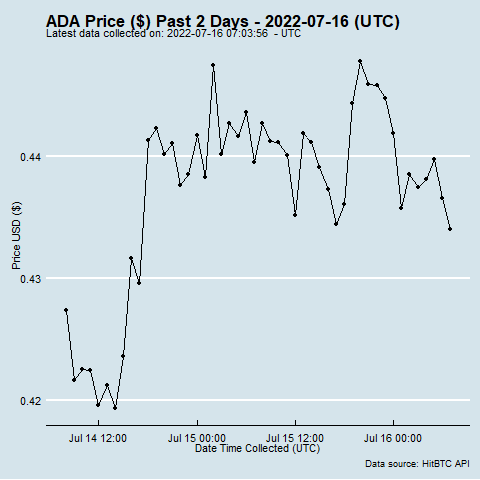 ADA Price ($) Past 2 Days - 2022-07-16 (UTC)
Latest data collected on: 2022-07-16 07:03:56  - UTC
Price USD ($)
0.44
0.43
0.42
Jul 14 12:00 Jul 15 00:00 Jul 15 12:00 Jul 16 00:00
Date Time Collected (UTC)
Data source: HitBTC API